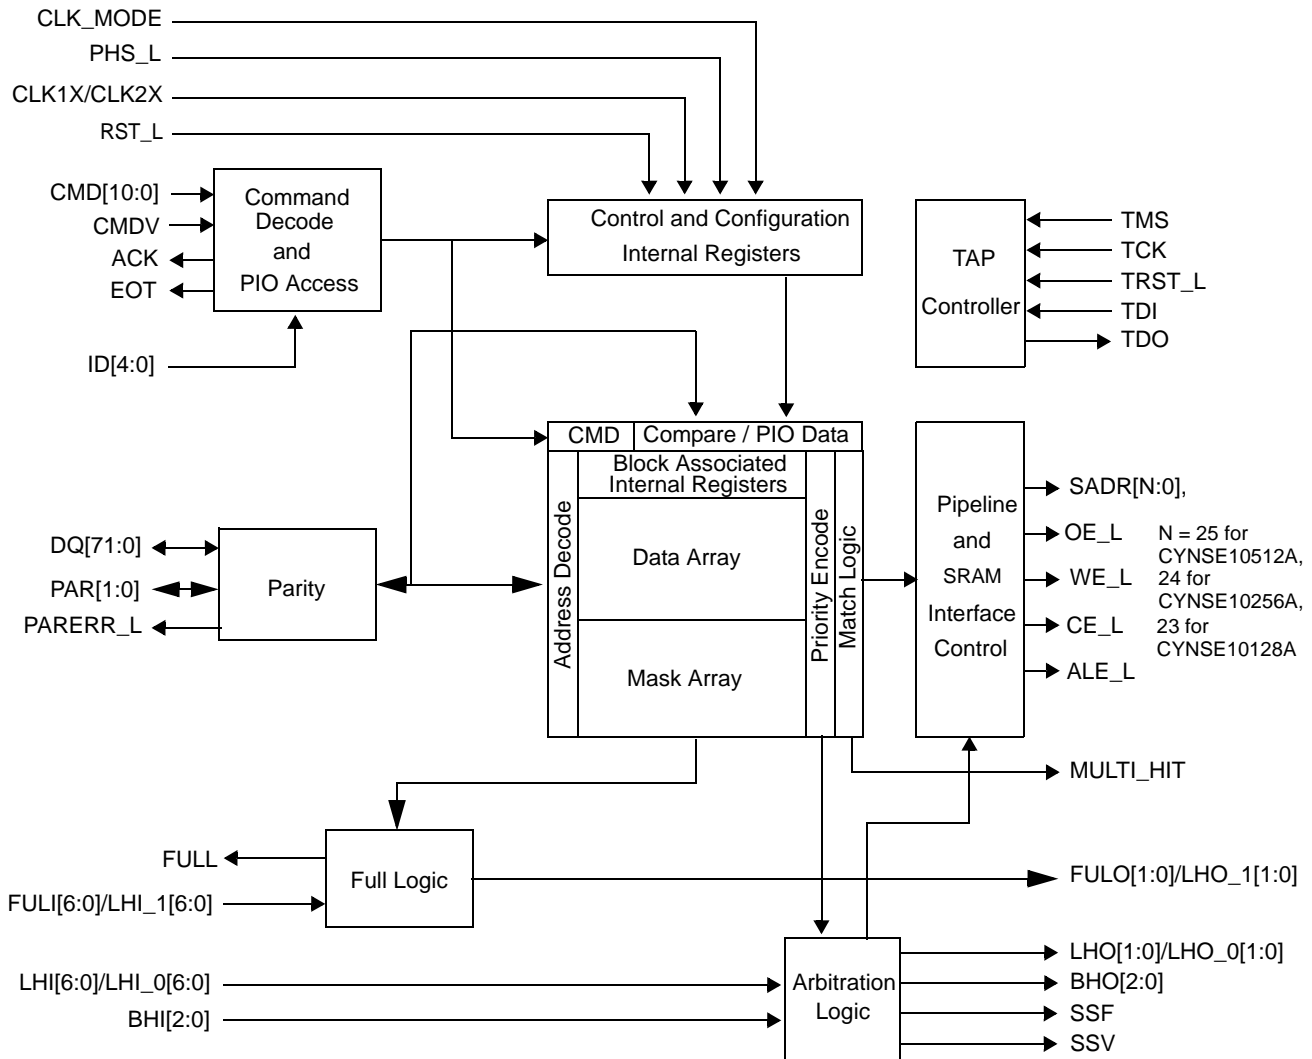 CLK_MODE
PHS_L
CLK1X/CLK2X
RST_L
CMD[10:0]
CMDV
ACK
EOT
ID[4:0]
Command
Decode
and
PIO Access
Control and Configuration
Internal Registers
TAP
Controller
TMS
TCK
TRST_L
TDI
TDO
CMD
Compare / PIO Data
Block Associated
Internal Registers
Address Decode
Data Array
Mask Array
Priority Encode
Match Logic
DQ[71:0]
PAR[1:0]
PARERR_L
Parity
Pipeline
and
SRAM
Interface
Control
SADR[N:0],
OE_L
WE_L
CE_L
ALE_L
N = 25 for
CYNSE10512A,
24 for
CYNSE10256A,
23 for
CYNSE10128A
MULTI_HIT
FULL
FULI[6:0]/LHI_1[6:0]
Full Logic
FULO[1:0]/LHO_1[1:0]
LHI[6:0]/LHI_0[6:0]
BHI[2:0]
Arbitration
Logic
LHO[1:0]/LHO_0[1:0]
BHO[2:0]
SSF
SSV